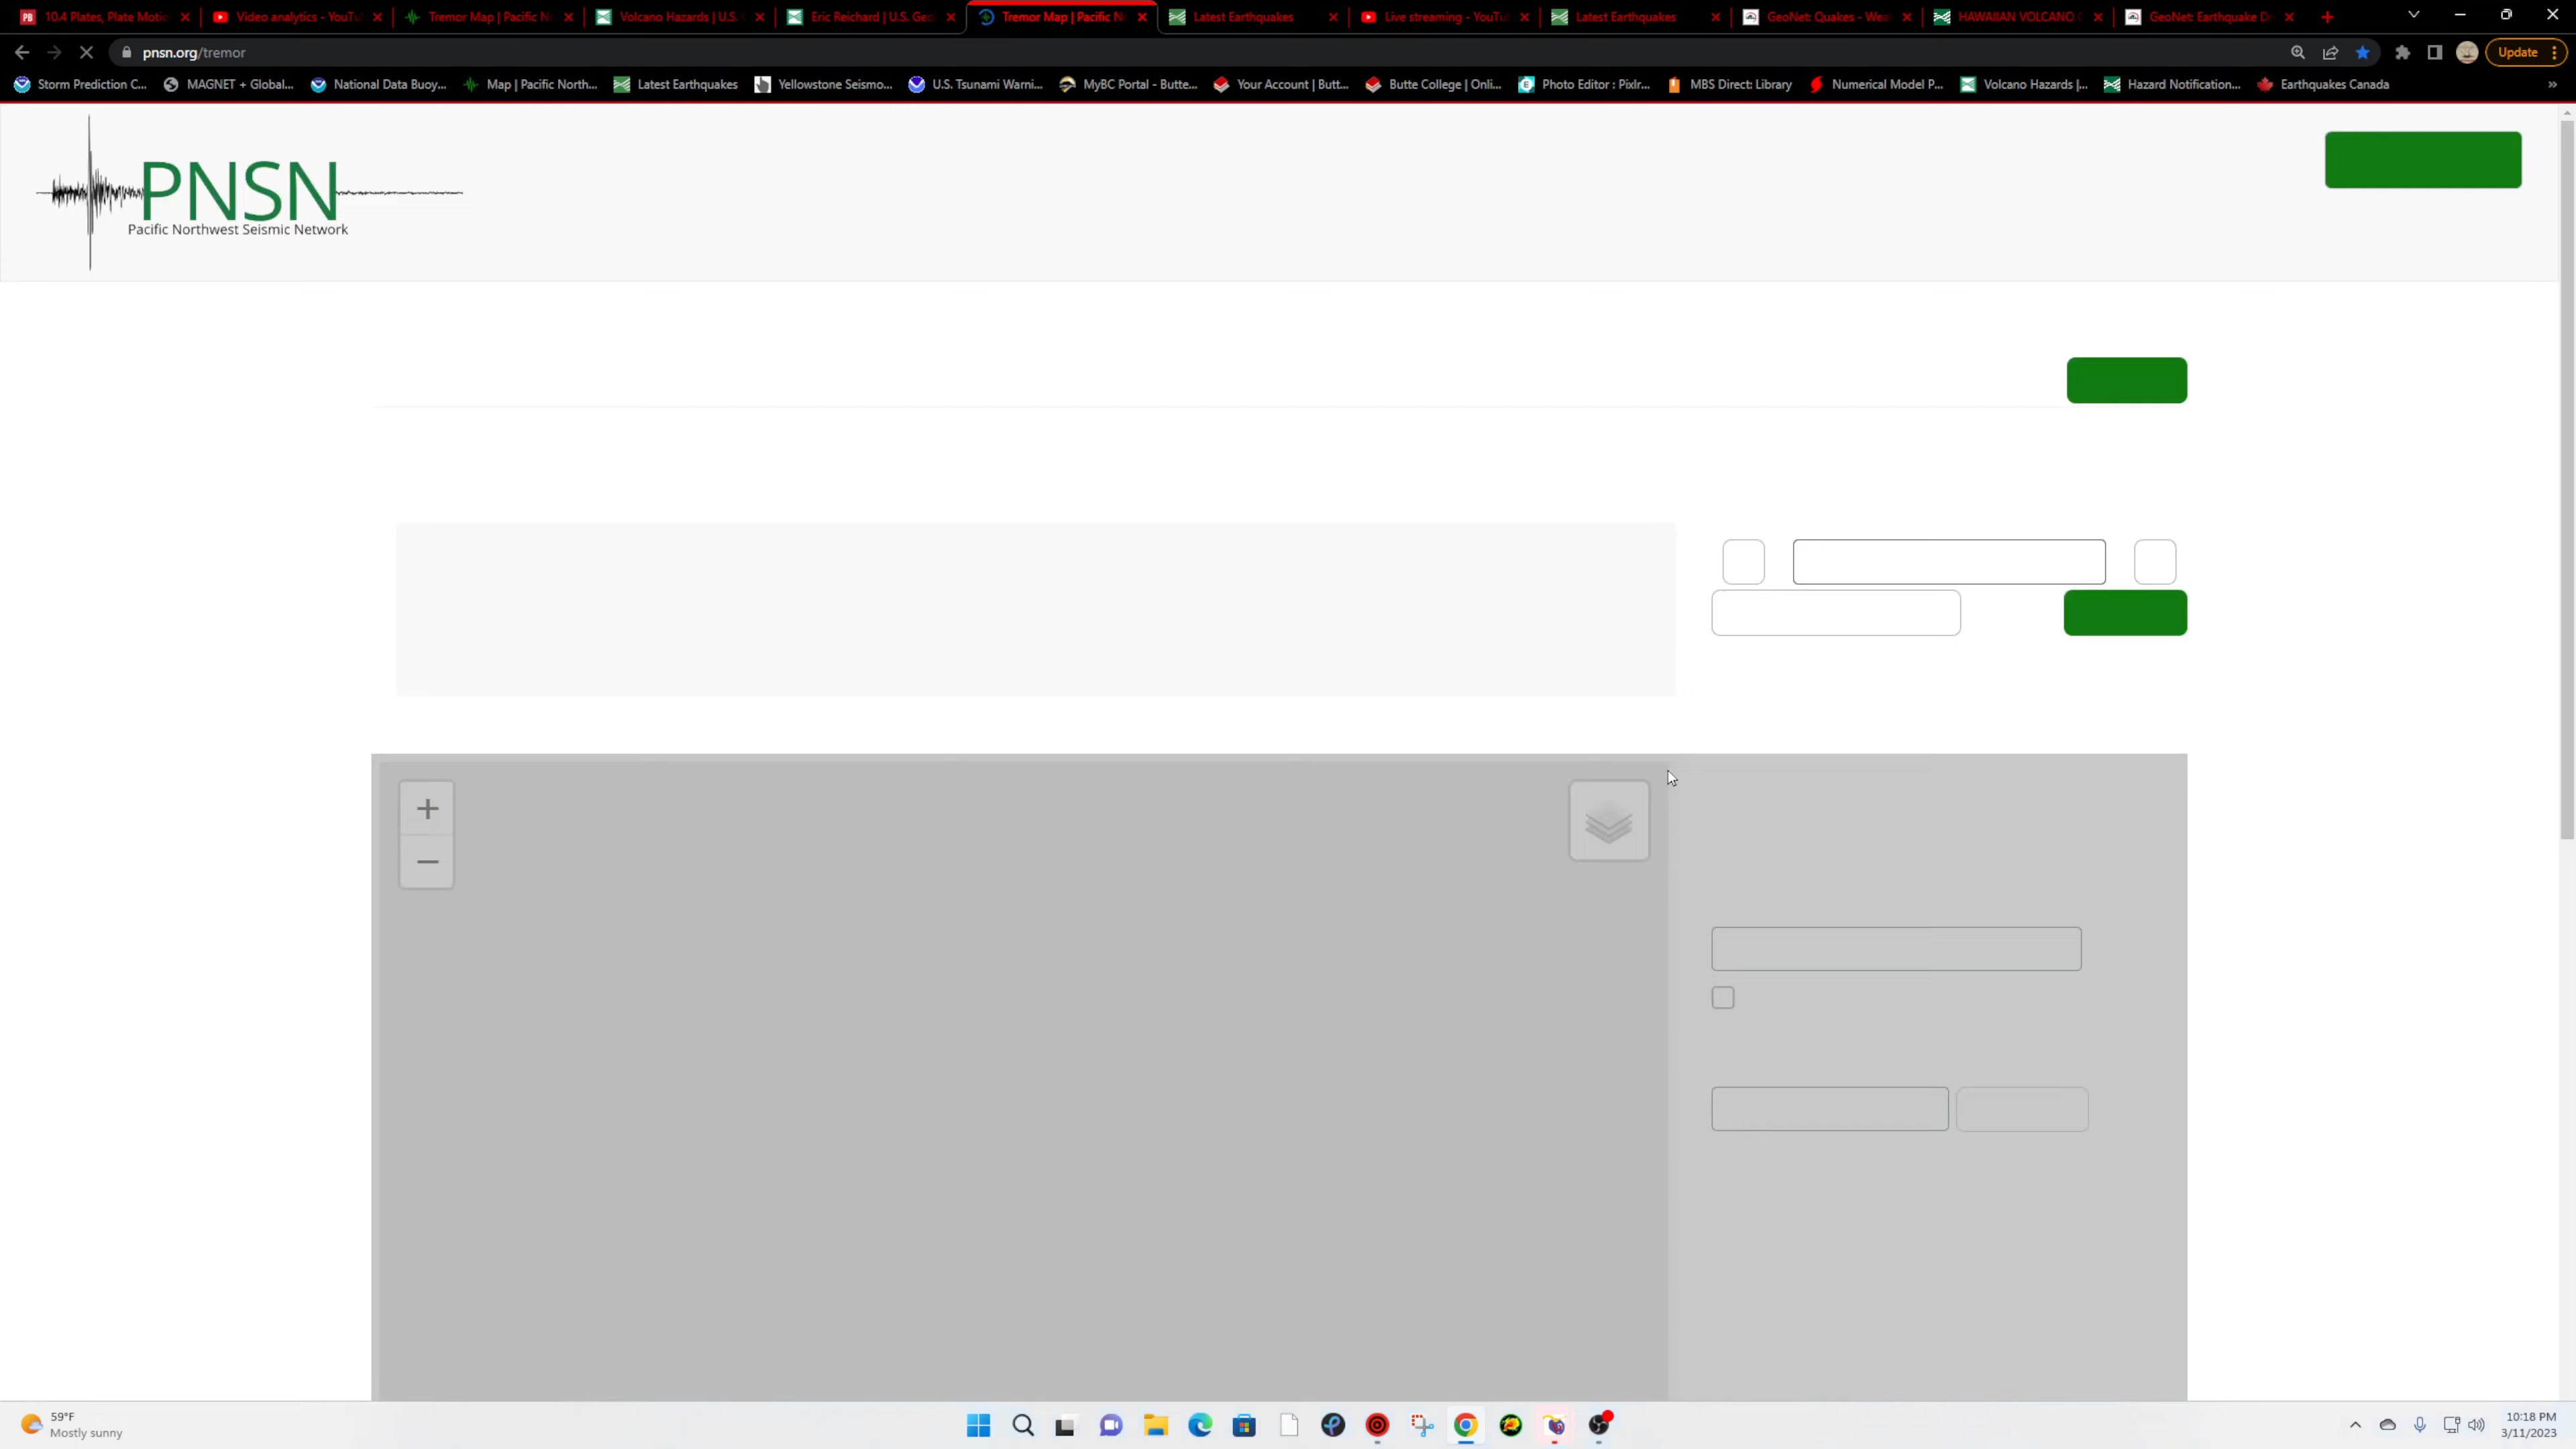 10.4 Plates, Plate Motio
Video analytics - YouTu
Tremor Map | Pacific N
Volcano Hazards | U.S.
Eric Reichard | U.S. Geo
Tremor Map | Pacific N
Latest Earthquakes
Live streaming - YouTu
Latest Earthquakes
GeoNet: Quakes - Wea
HAWAIIAN VOLCANO
GeoNet: Earthquake Dr
pnsn.org/tremor
Update
Storm Prediction C...
MAGNET + Global...
National Data Buoy...
Map | Pacific North...
Latest Earthquakes
Yellowstone Seismo...
U.S. Tsunami Warni...
MyBC Portal - Butte...
Your Account | Butt...
Butte College | Onli...
Photo Editor : Pixlr...
MBS Direct: Library
Numerical Model P...
Volcano Hazards |...
Hazard Notification...
Earthquakes Canada
PNSN
Pacific Northwest Seismic Network
59°F
Mostly sunny
10:18 PM
3/11/2023